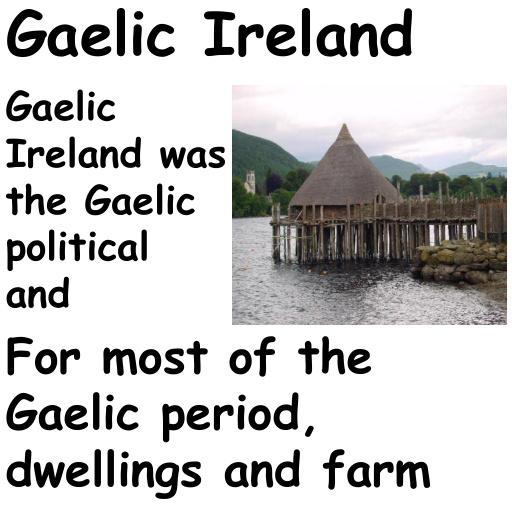 Gaelic Ireland
Gaelic
Ireland was
the Gaelic
political
and
For most of the
Gaelic period,
dwellings and farm